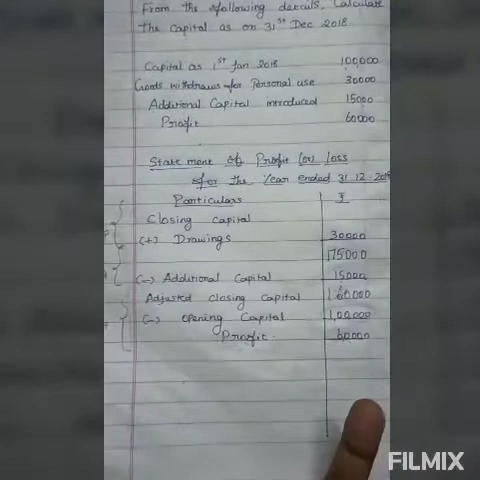 From the following details, Calculate
the capital as on 31st Dec 2018.
Capital as 1st Jan 2018 1,00,000
Goods withdrawn for Personal use 30000
Additional Capital introduced 15000
Profit 60000
Statement of Profit (or) loss
for the Year ended 31.12.2018
Particulars ₹
Closing Capital
(+) Drawings 30000
175000
(-) Additional Capital 15000
Adjusted closing Capital 160000
(-) opening Capital 1,00,000
Profit. 60000
FILMIX